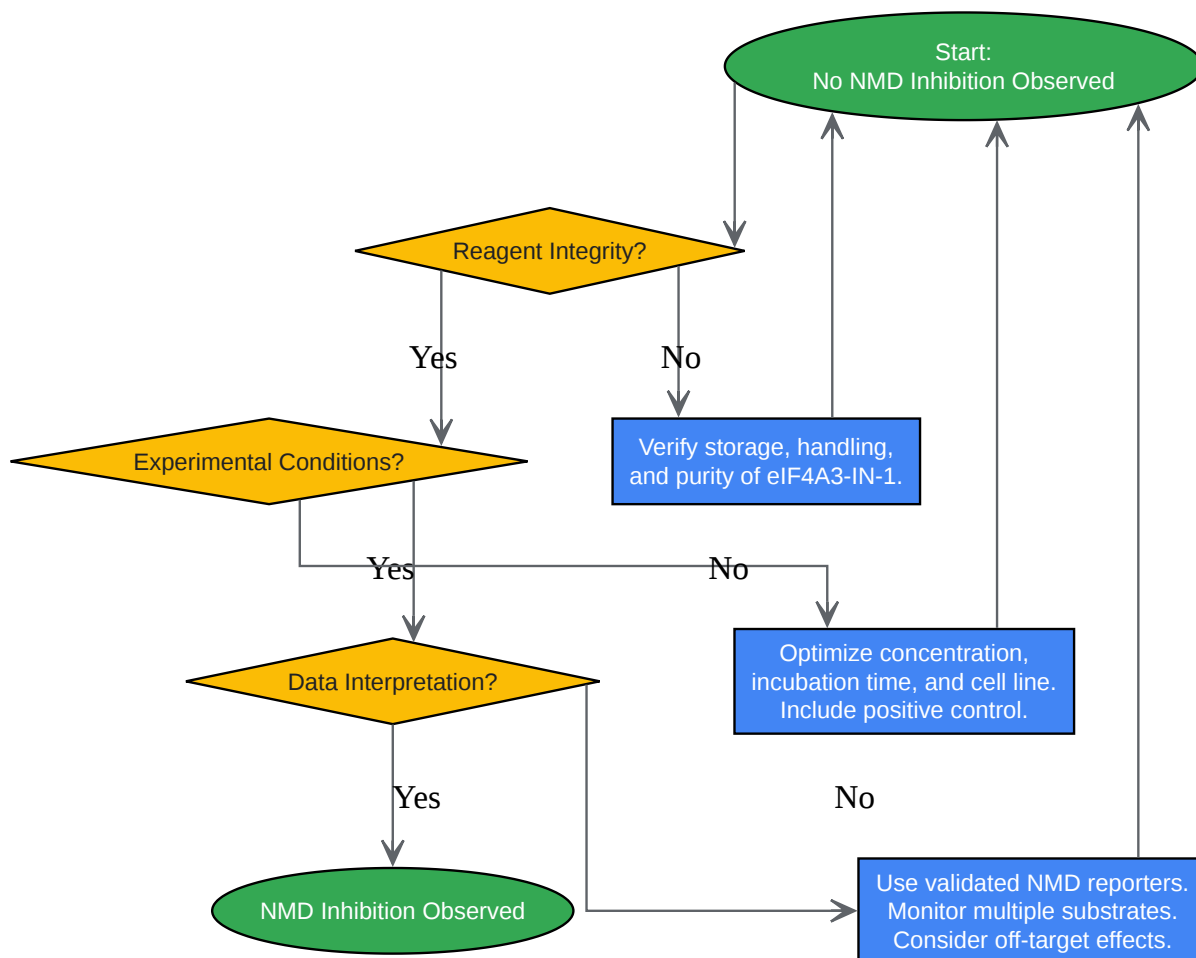 Start:
No NMD Inhibition Observed
Reagent Integrity?
Yes
No
Experimental Conditions?
Verify storage, handling,
and purity of eIF4A3-IN-1.
Yes
No
Data Interpretation?
Optimize concentration,
incubation time, and cell line.
Include positive control.
Yes
No
NMD Inhibition Observed
Use validated NMD reporters.
Monitor multiple substrates.
Consider off-target effects.